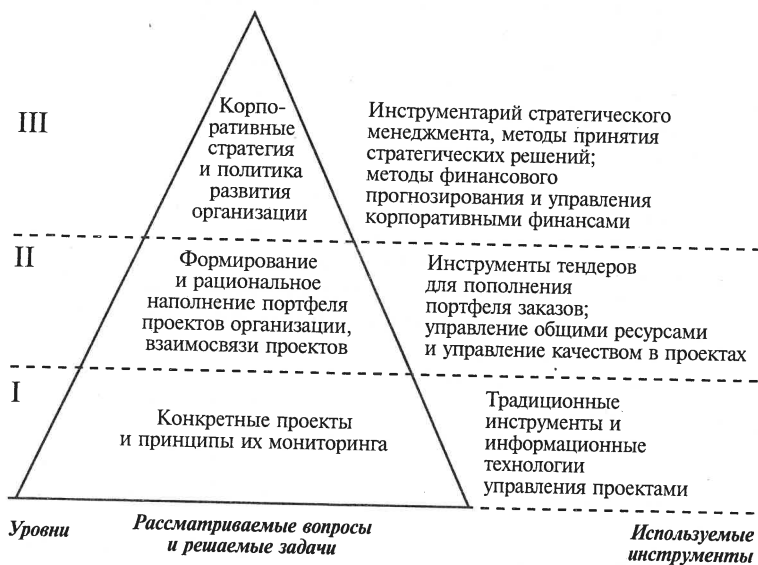 III
Корпо-
ративные
стратегия
и политика
развития
организации
Инструментарий стратегического
менеджмента, методы принятия
стратегических решений;
методы финансового
прогнозирования и управления
корпоративными финансами
II
Формирование
и рациональное
наполнение портфеля
проектов организации,
взаимосвязи проектов
Инструменты тендеров
для пополнения
портфеля заказов;
управление общими ресурсами
и управление качеством в проектах
I
Конкретные проекты
и принципы их мониторинга
Традиционные
инструменты и
информационные
технологии
управления проектами
Уровни
Рассматриваемые вопросы
и решаемые задачи
Используемые
инструменты